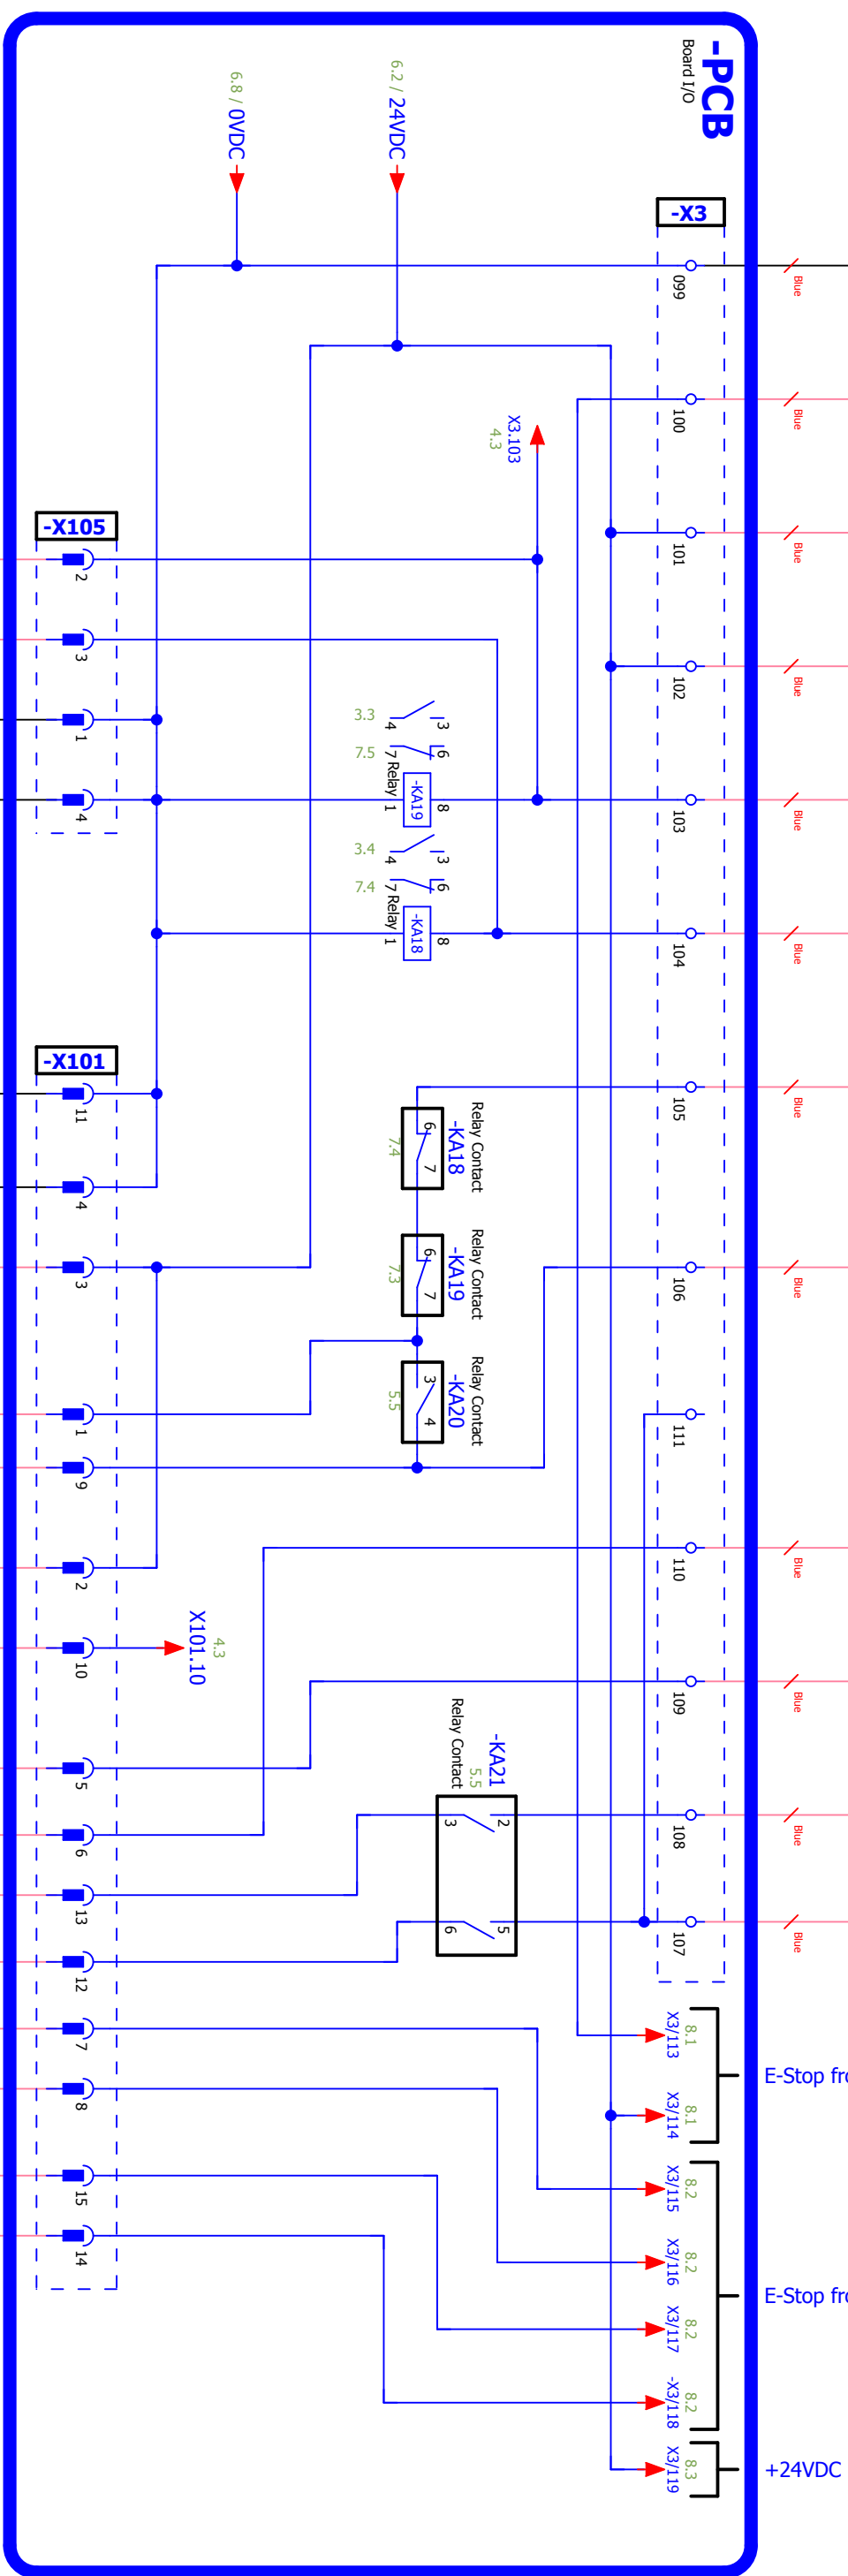 -PCB
Board I/O
6.8 / 0VDC
6.2 / 24VDC
-X3
099
Blue
100
Blue
X3.103
4.3
-X105
101
Blue
2
3
102
Blue
3.3
4
3
1
7.5
7
6
Relay
1
-KA19
8
4
103
Blue
3.4
4
3
7.4
7
6
Relay
1
-KA18
8
104
Blue
-X101
11
105
Blue
Relay Contact
-KA18
6
7
7.4
4
3
Relay Contact
-KA19
6
7
7.3
106
Blue
1
Relay Contact
-KA20
3
4
5.5
111
9
2
110
Blue
10
X101.10
4.3
109
Blue
5
-KA21
5.5
Relay Contact
2
3
108
Blue
6
13
5
6
107
Blue
12
7
X3/113
8.1
8
X3/114
8.1
E-Stop fro
15
X3/115
8.2
14
X3/116
8.2
X3/117
8.2
-X3/118
8.2
E-Stop fro
X3/119
8.3
+24VDC